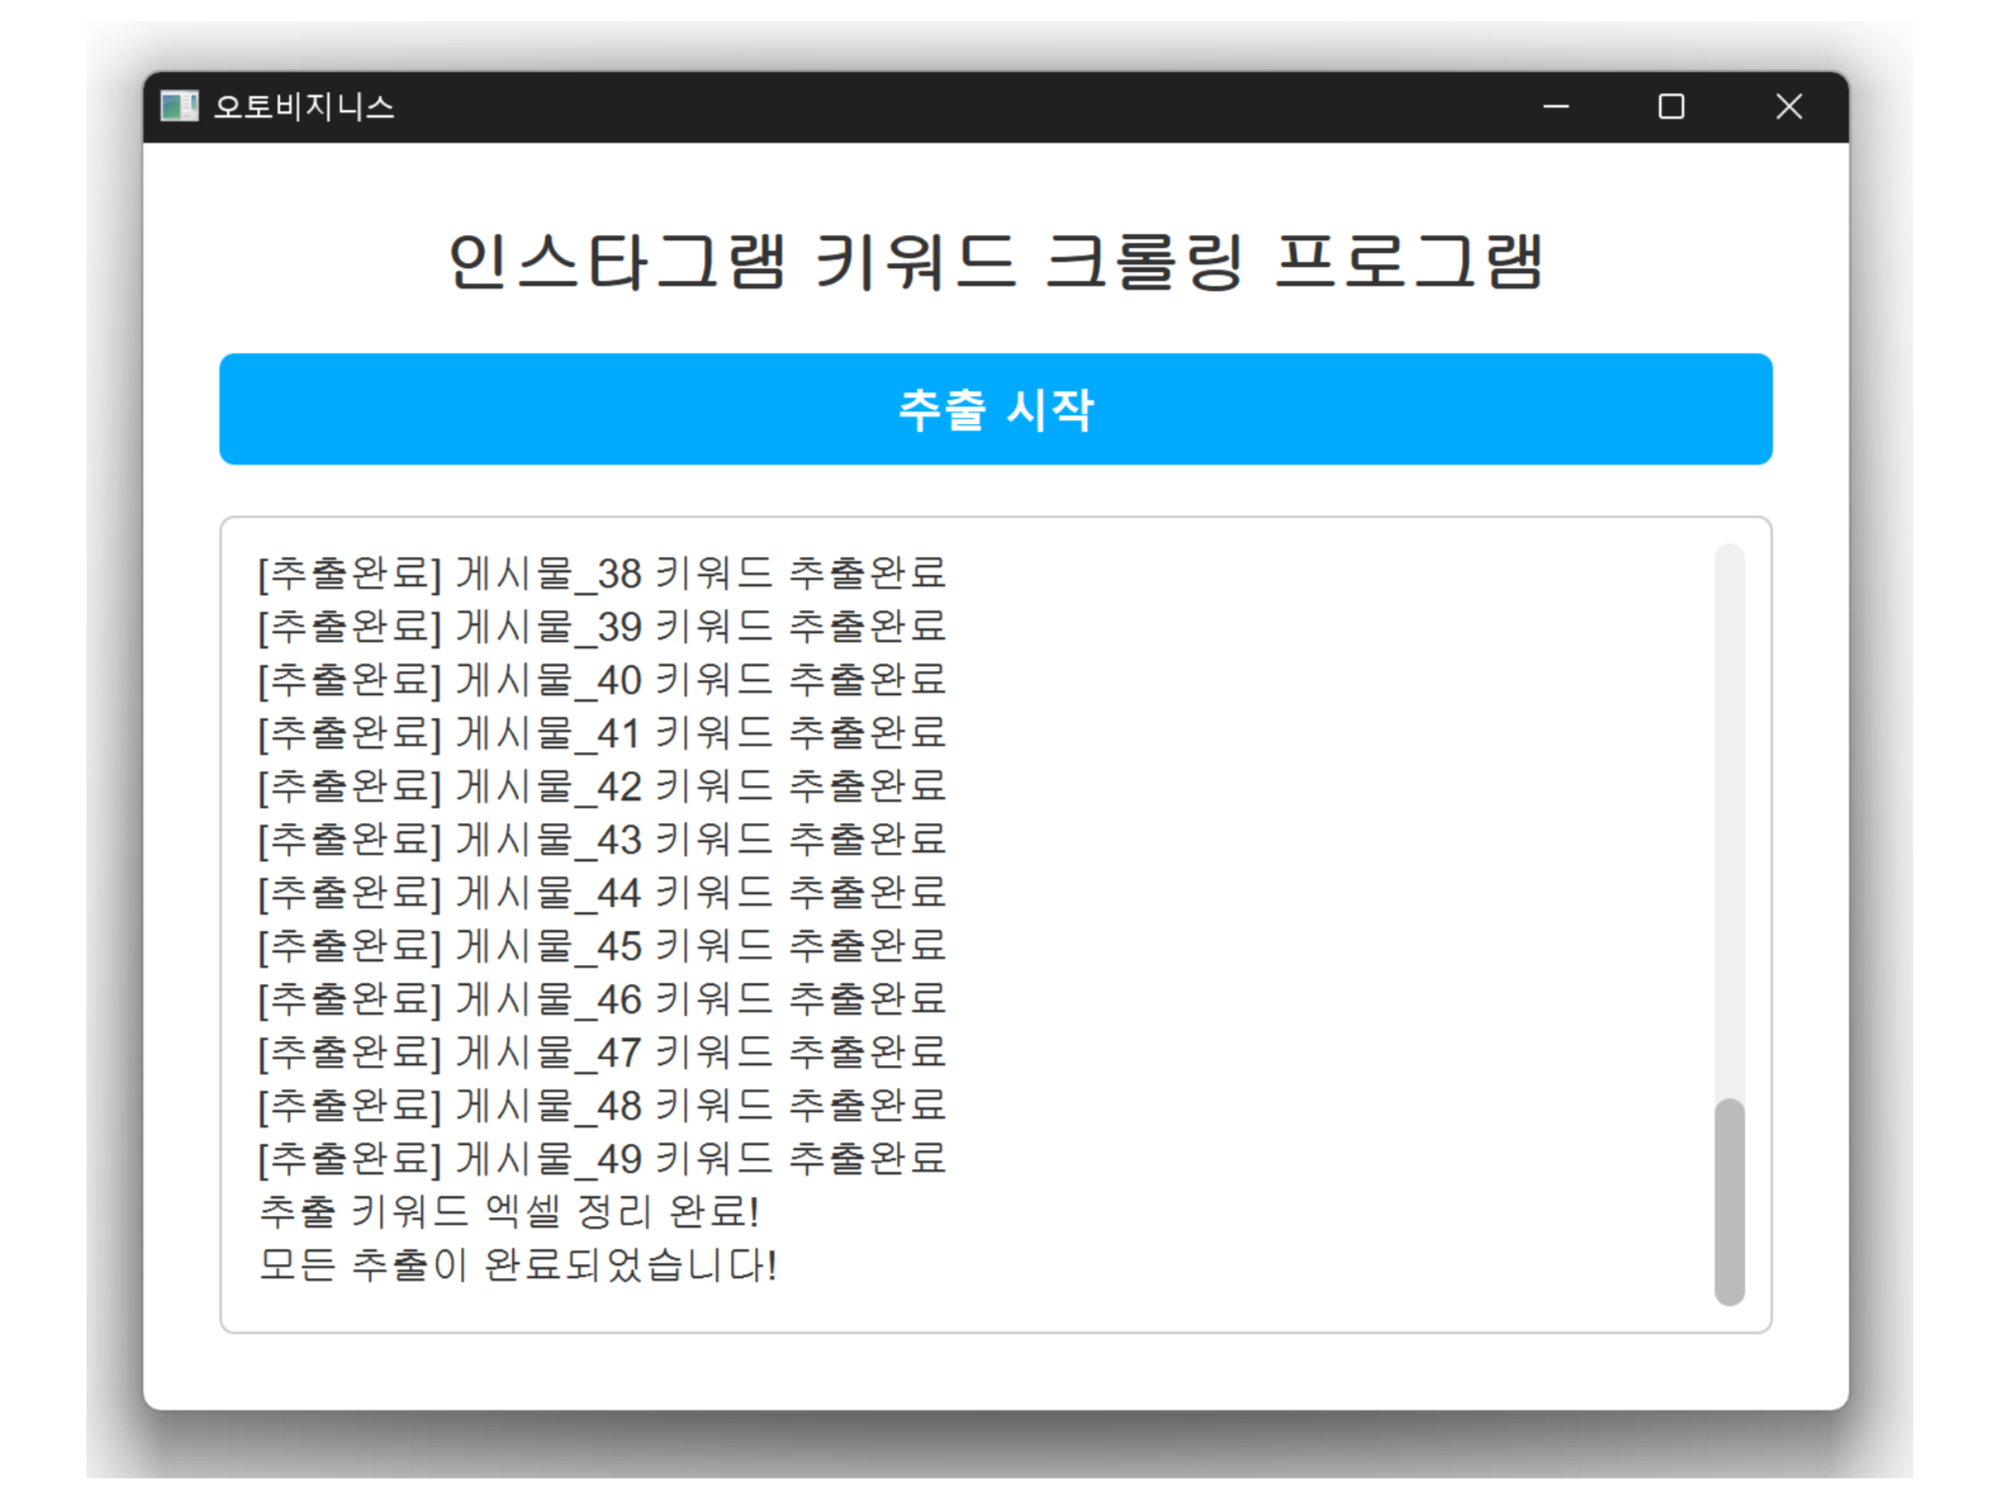 오토비지니스
인스타그램 키워드 크롤링 프로그램
추출 시작
[추출완료] 게시물_38 키워드 추출완료
[추출완료] 게시물_39 키워드 추출완료
[추출완료] 게시물_40 키워드 추출완료
[추출완료] 게시물_41 키워드 추출완료
[추출완료] 게시물_42 키워드 추출완료
[추출완료] 게시물_43 키워드 추출완료
[추출완료] 게시물_44 키워드 추출완료
[추출완료] 게시물_45 키워드 추출완료
[추출완료] 게시물_46 키워드 추출완료
[추출완료] 게시물_47 키워드 추출완료
[추출완료] 게시물_48 키워드 추출완료
[추출완료] 게시물_49 키워드 추출완료
추출 키워드 엑셀 정리 완료!
모든 추출이 완료되었습니다!